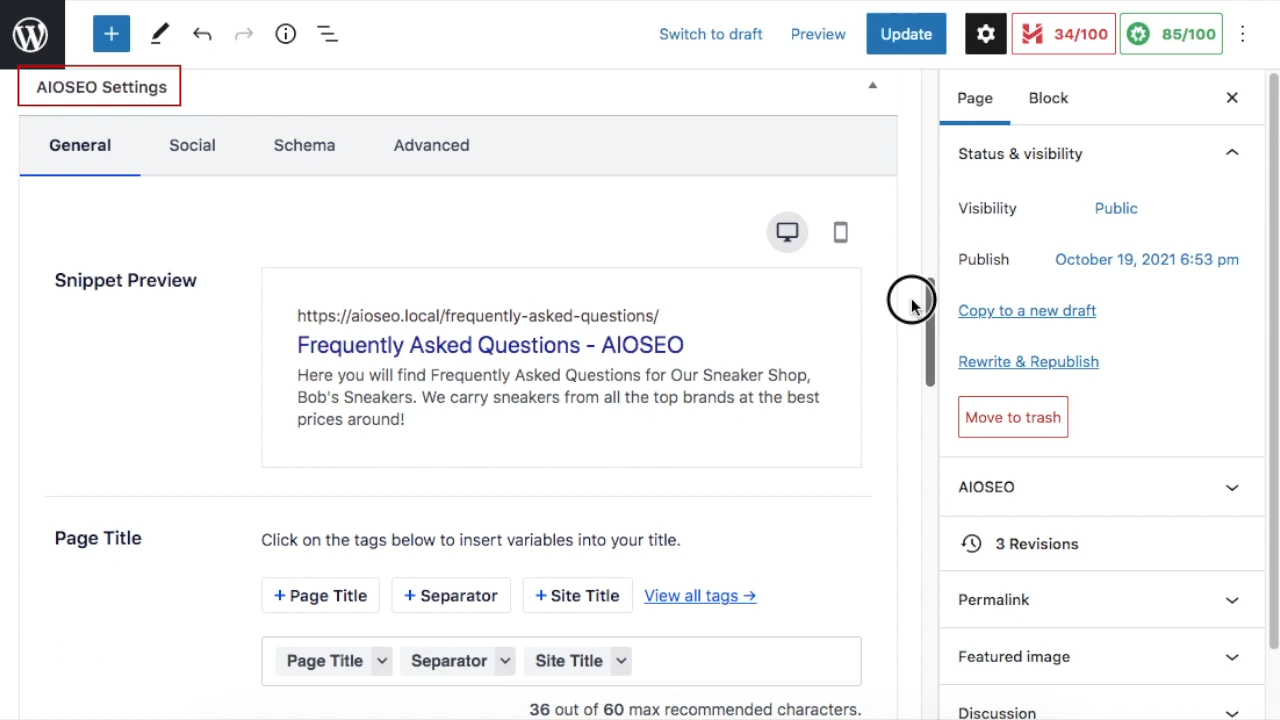 Switch to draft
Preview
Update
34/100
85/100
AIOSEO Settings
General
Social
Schema
Advanced
Snippet Preview
https://aioseo.local/frequently-asked-questions/
Frequently Asked Questions - AIOSEO
Here you will find Frequently Asked Questions for Our Sneaker Shop,
Bob's Sneakers. We carry sneakers from all the top brands at the best
prices around!
Page Title
Click on the tags below to insert variables into your title.
+ Page Title
+ Separator
+ Site Title
View all tags →
Page Title
Separator
Site Title
36 out of 60 max recommended characters.
Page
Block
Status & visibility
Visibility
Public
Publish
October 19, 2021 6:53 pm
Copy to a new draft
Rewrite & Republish
Move to trash
AIOSEO
3 Revisions
Permalink
Featured image
Discussion